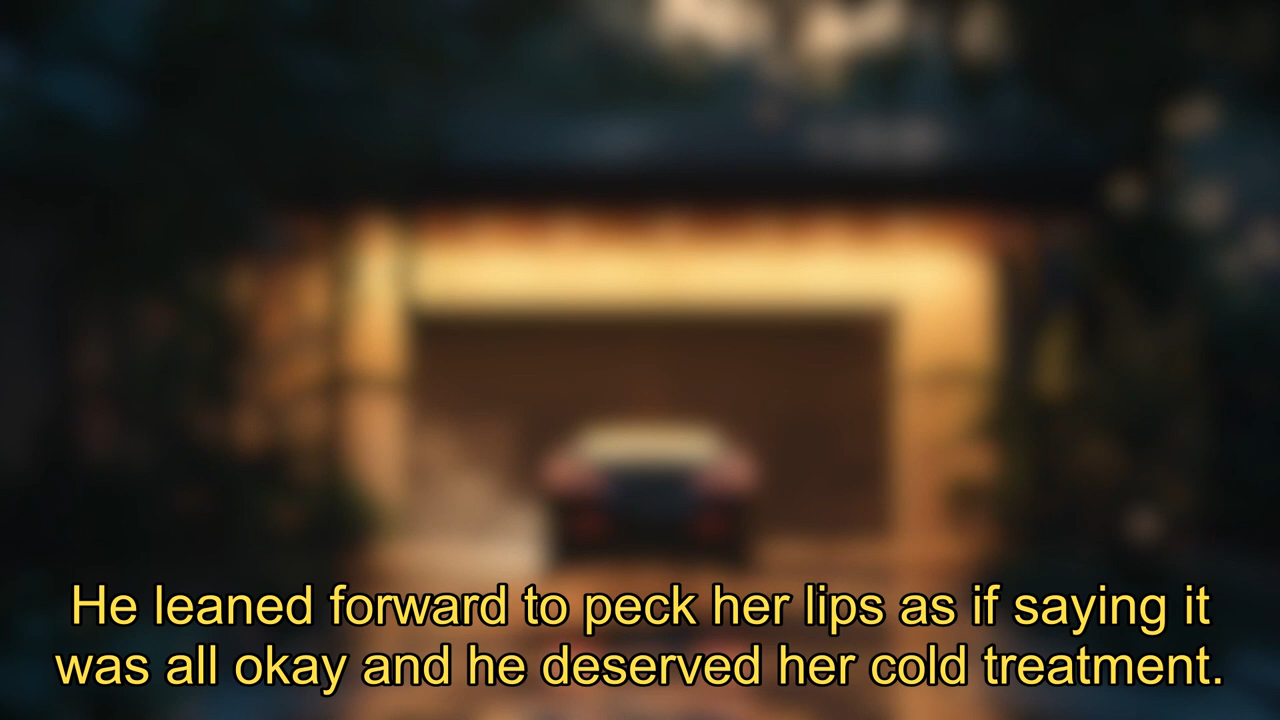 He leaned forward to peck her lips as if saying it
was all okay and he deserved her cold treatment.